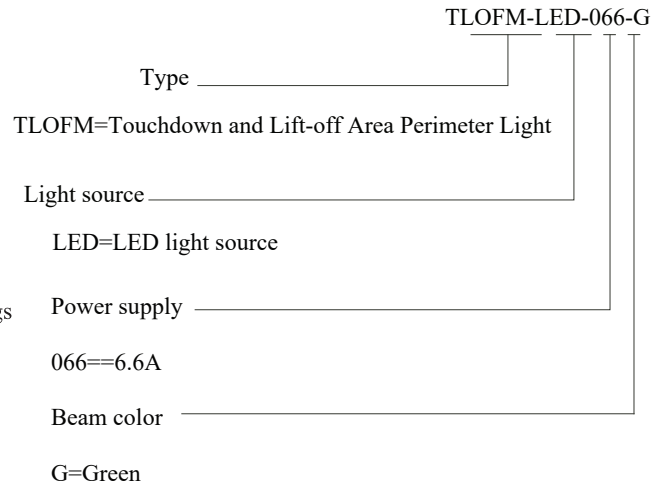 TLOFM-LED-066-G
Type
TLOFM=Touchdown and Lift-off Area Perimeter Light
Light source
LED=LED light source
gs
Power supply
066==6.6A
Beam color
G=Green